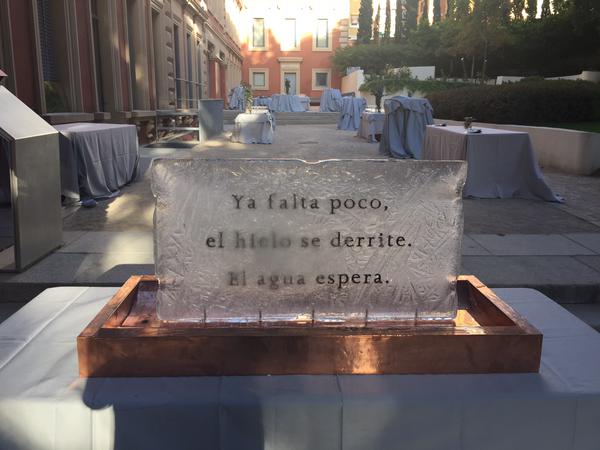 Ya falta poco,
el hielo se derrite.
El agua espera.